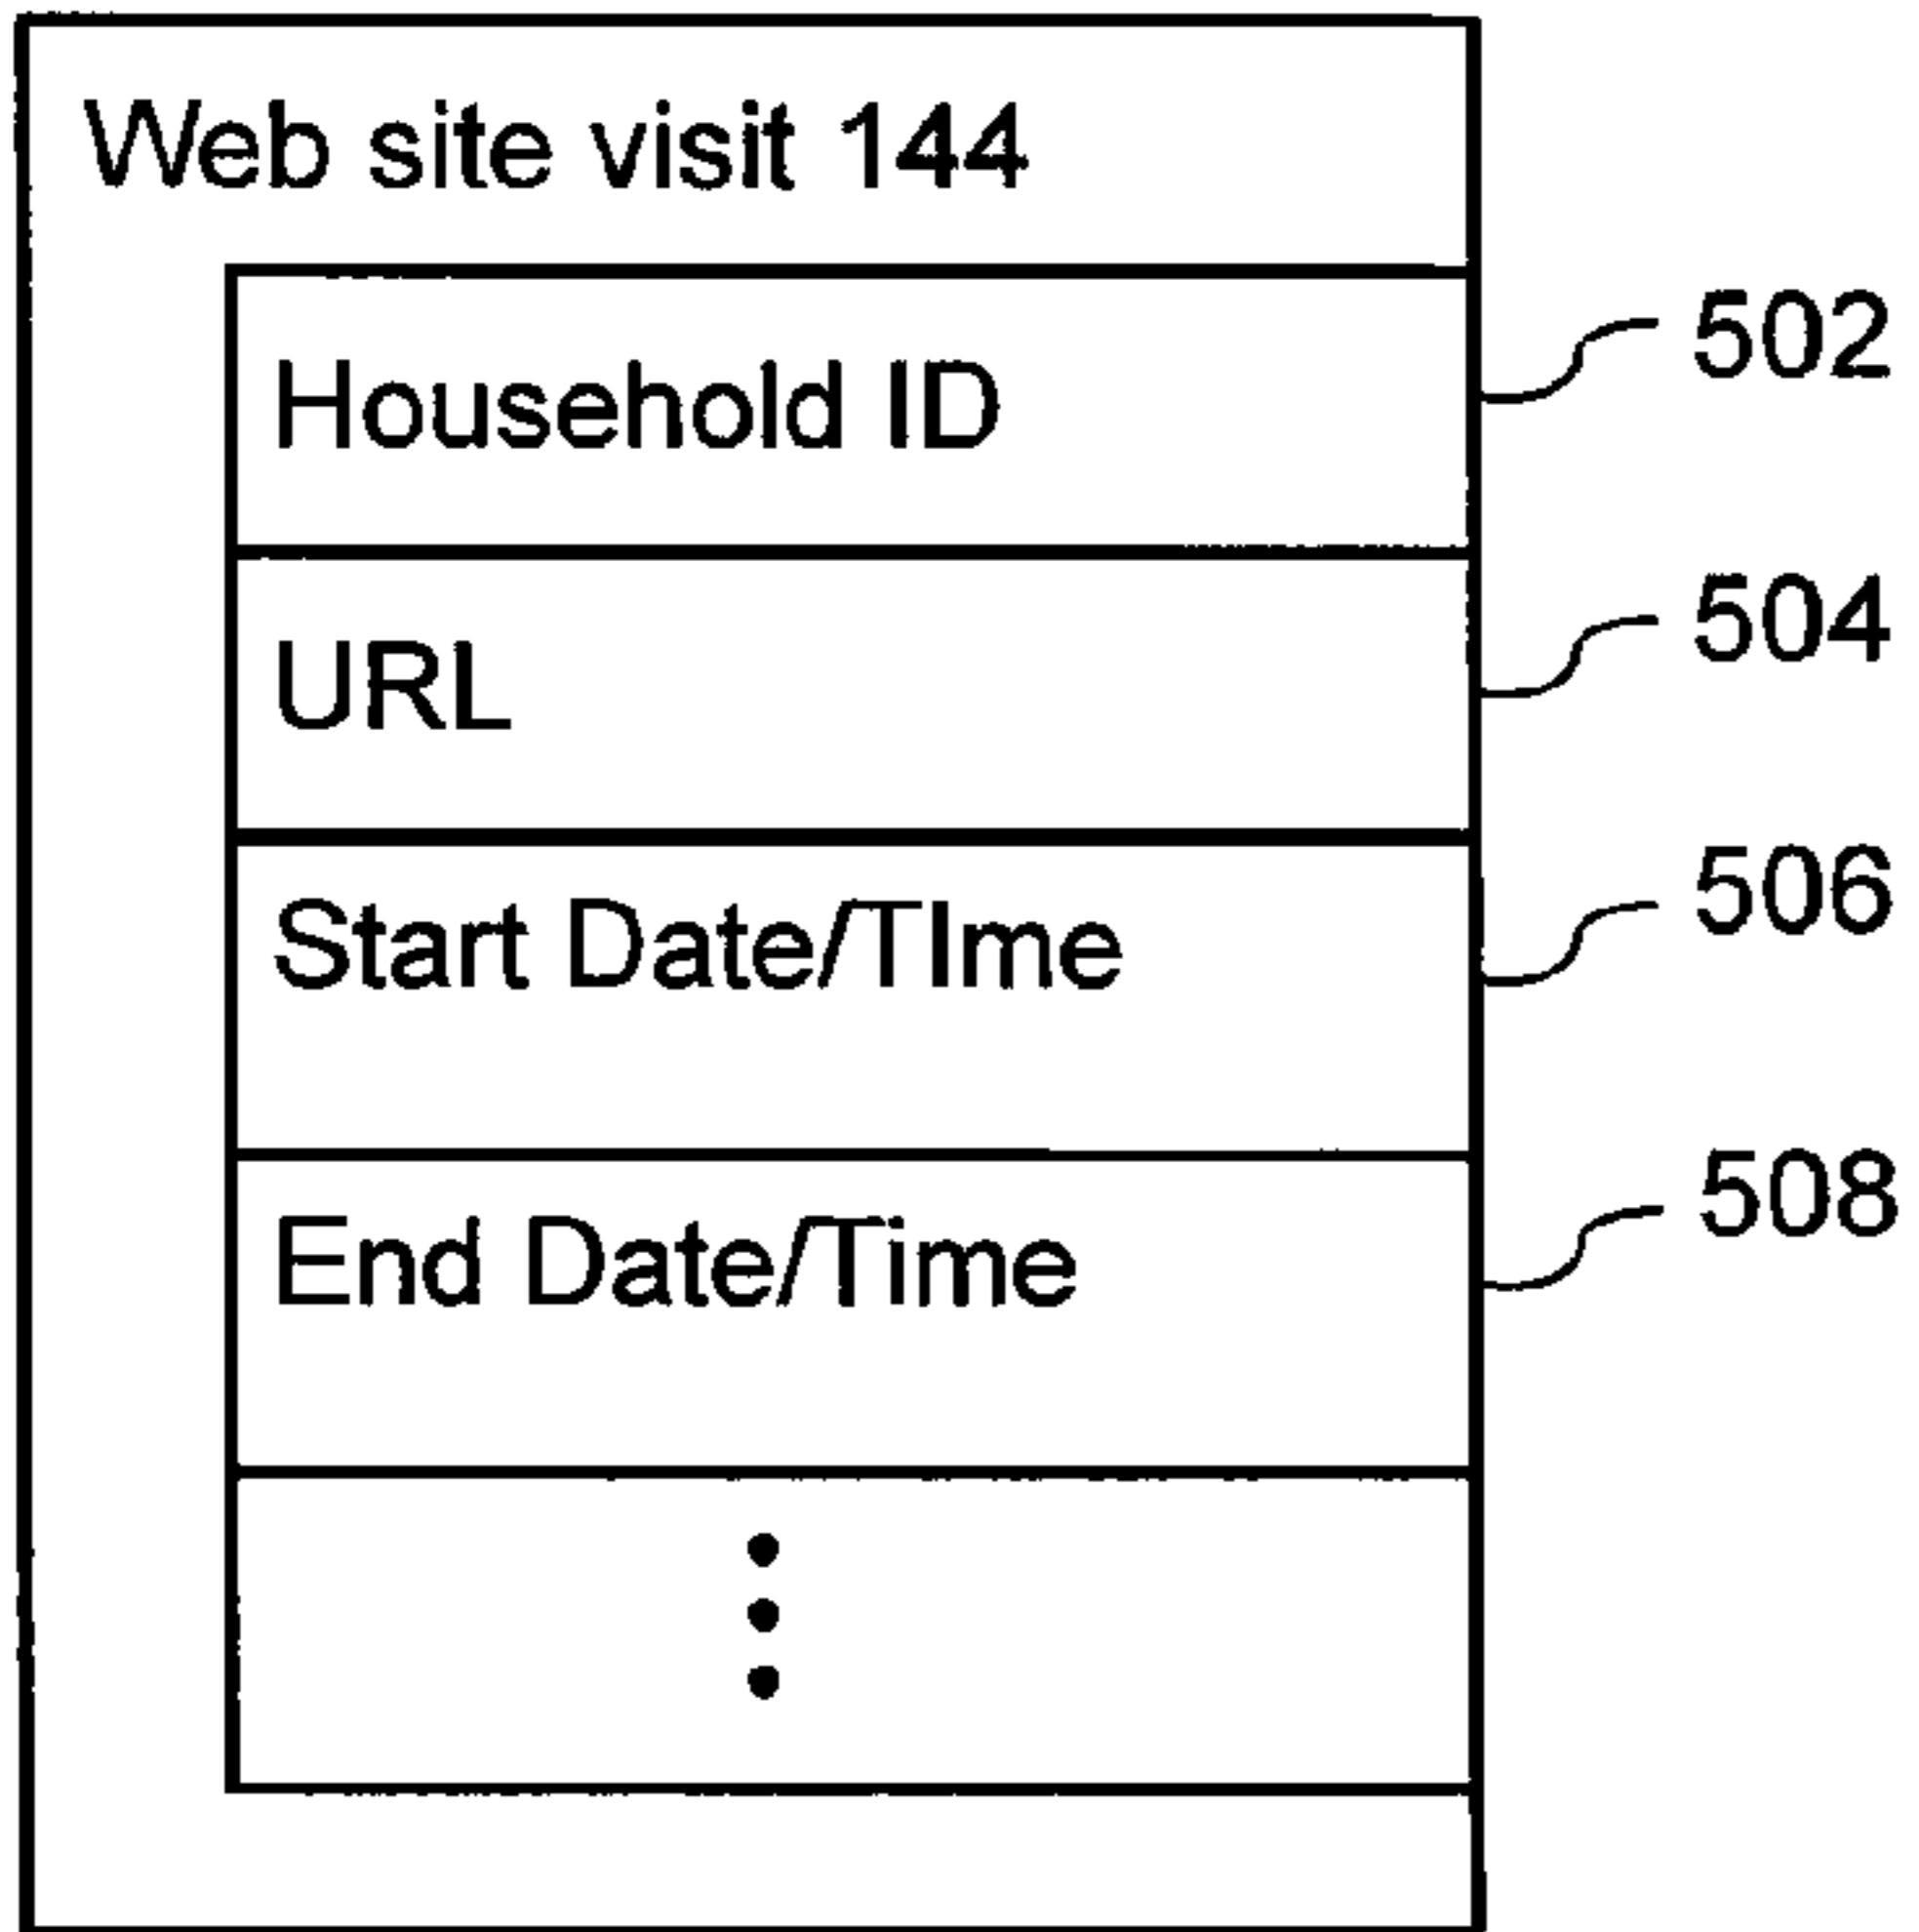 Web site visit 144
Household ID 502
URL 504
Start Date/TIme 506
End Date/Time 508